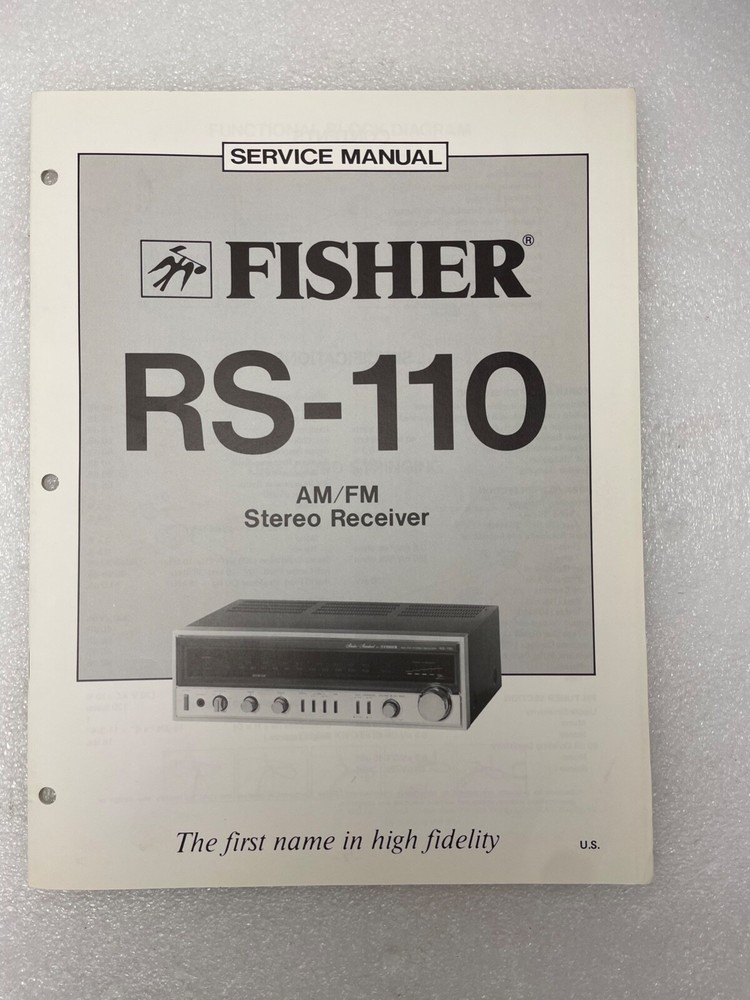 SERVICE MANUAL
FISHER®
RS-110
AM/FM
Stereo Receiver
The first name in high fidelity
U.S.